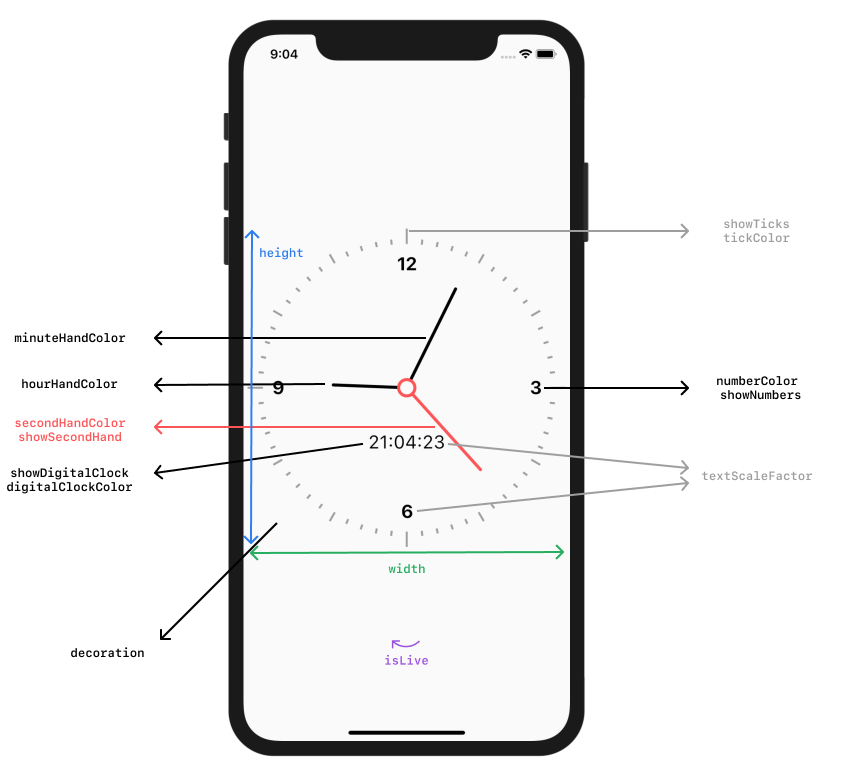 9:04
showTicks
tickColor
height
12
minuteHandColor
hourHandColor
9
3
numberColor
showNumbers
secondHandColor
showSecondHand
21:04:23
showDigitalClock
digitalClockColor
textScaleFactor
6
width
decoration
isLive